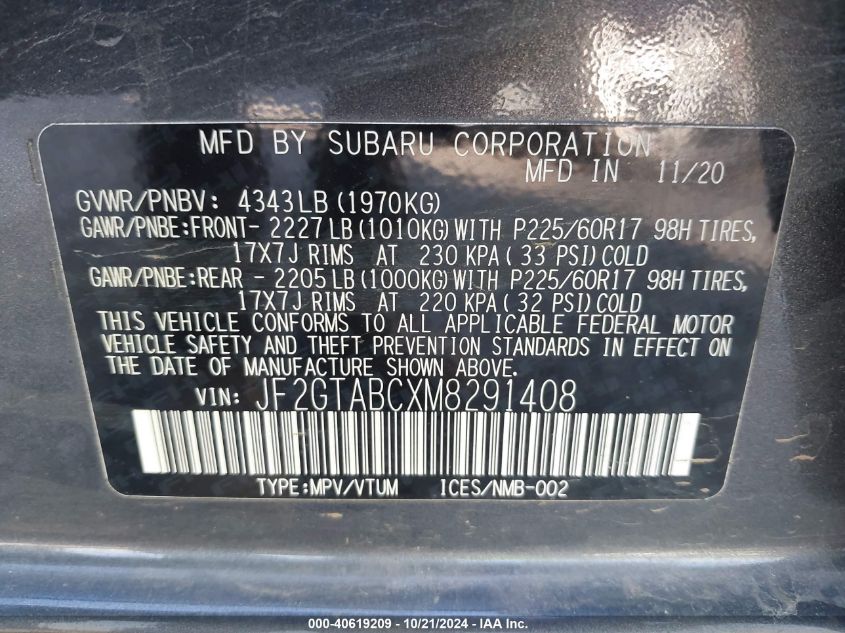 MFD BY SUBARU CORPORATION
MFD IN 11/20
GVWR/PNBV: 4343LB (1970KG)
GAWR/PNBE:FRONT- 2227LB (1010KG) WITH P225/60R17 98H TIRES,
17X7J RIMS AT 230 KPA ( 33 PSI) COLD
GAWR/PNBE:REAR - 2205LB (1000KG) WITH P225/60R17 98H TIRES,
17X7J RIMS AT 220 KPA ( 32 PSI) COLD
THIS VEHICLE CONFORMS TO ALL APPLICABLE FEDERAL MOTOR
VEHICLE SAFETY AND THEFT PREVENTION STANDARDS IN EFFECT ON
THE DATE OF MANUFACTURE SHOWN ABOVE.
VIN: JF2GTABCXM8291408
TYPE:MPV/VTUM ICES/NMB-002
000-40619209 - 10/21/2024 - IAA Inc.